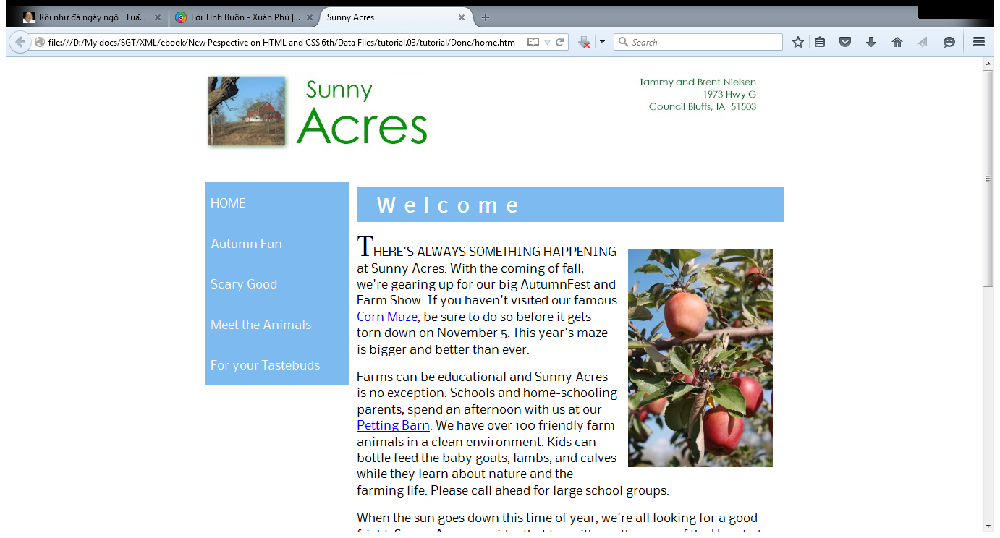 Rồi như đá ngây ngô | Tuấ...
Lời Tình Buồn - Xuân Phú |...
Sunny Acres
file:///D:/My docs/SGT/XML/ebook/New Pespective on HTML and CSS 6th/Data Files/tutorial.03/tutorial/Done/home.htm
Search
Sunny
Acres
Tammy and Brent Nielsen
1973 Hwy G
Council Bluffs, IA 51503
HOME
Autumn Fun
Scary Good
Meet the Animals
For your Tastebuds
Welcome
THERE'S ALWAYS SOMETHING HAPPENING
at Sunny Acres. With the coming of fall,
we're gearing up for our big AutumnFest and
Farm Show. If you haven't visited our famous
Corn Maze, be sure to do so before it gets
torn down on November 5. This year's maze
is bigger and better than ever.
Farms can be educational and Sunny Acres
is no exception. Schools and home-schooling
parents, spend an afternoon with us at our
Petting Barn. We have over 100 friendly farm
animals in a clean environment. Kids can
bottle feed the baby goats, lambs, and calves
while they learn about nature and the
farming life. Please call ahead for large school groups.
When the sun goes down this time of year, we're all looking for a good